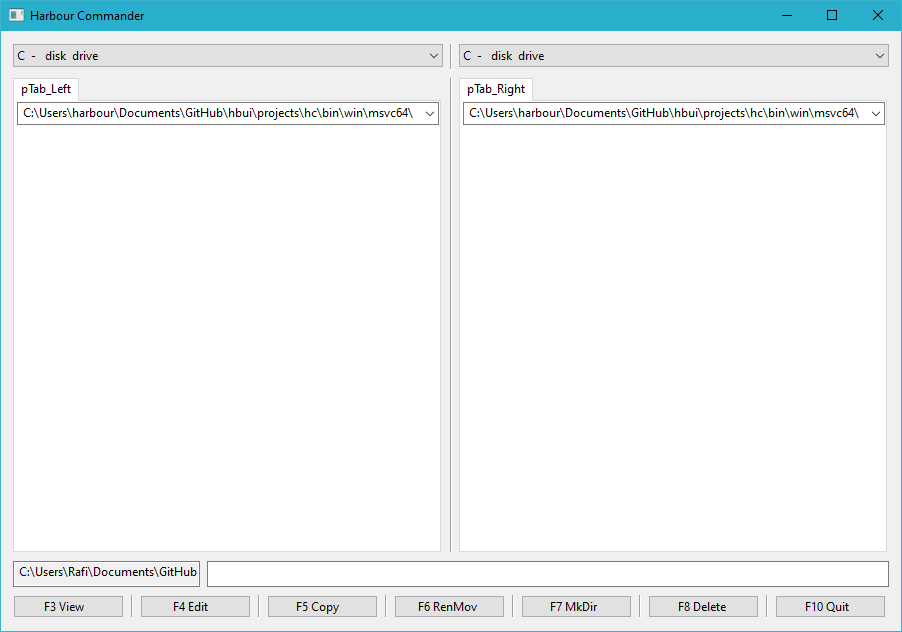 Harbour Commander
C - disk drive
C - disk drive
pTab_Left
pTab_Right
C:\Users\harbour\Documents\GitHub\hbui\projects\hc\bin\win\msvc64\
C:\Users\harbour\Documents\GitHub\hbui\projects\hc\bin\win\msvc64\
C:\Users\Rafi\Documents\GitHub
F3 View
F4 Edit
F5 Copy
F6 RenMov
F7 MkDir
F8 Delete
F10 Quit